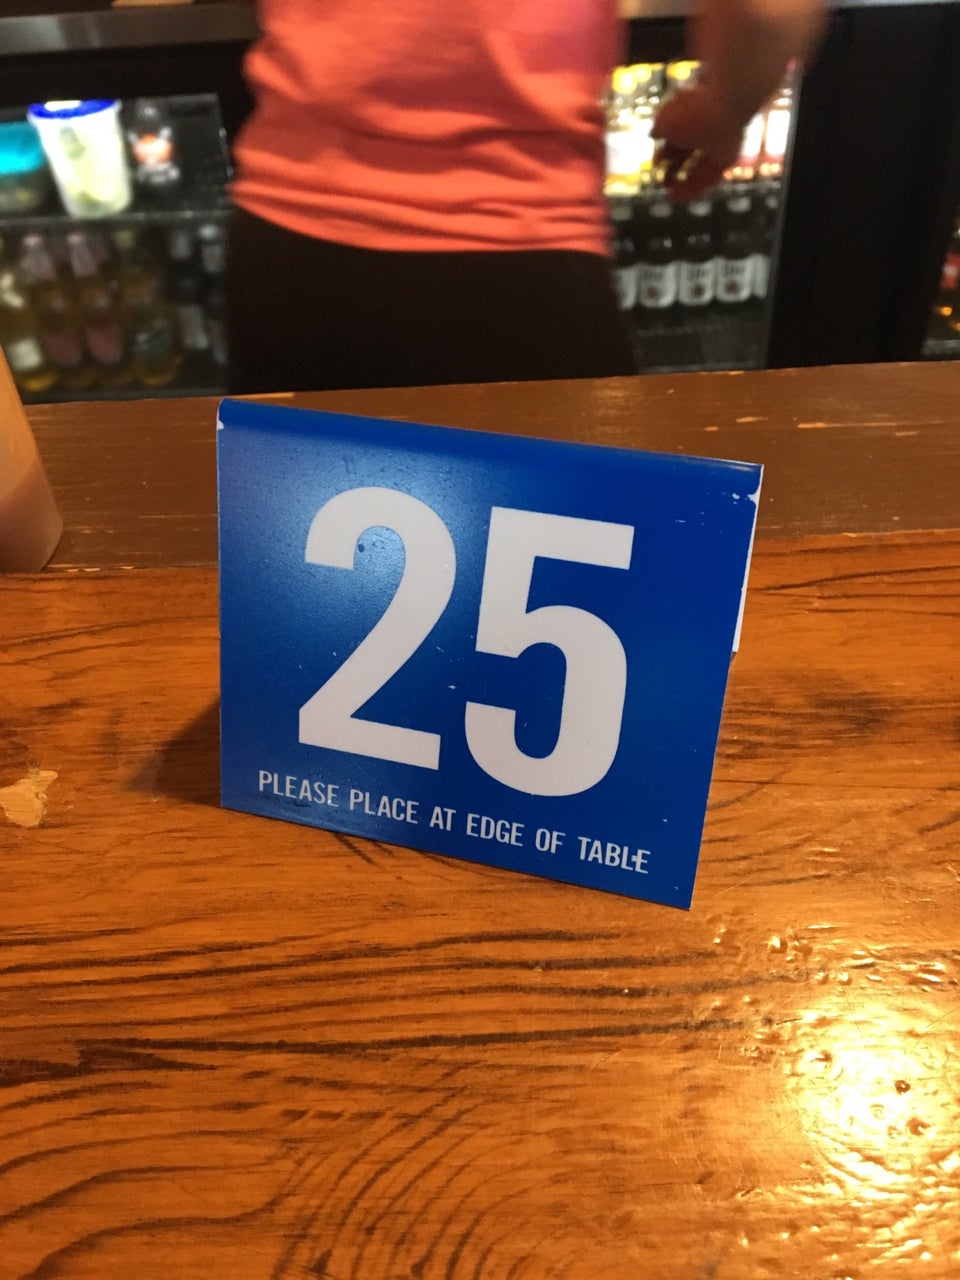 25
PLEASE PLACE AT EDGE OF TABLE